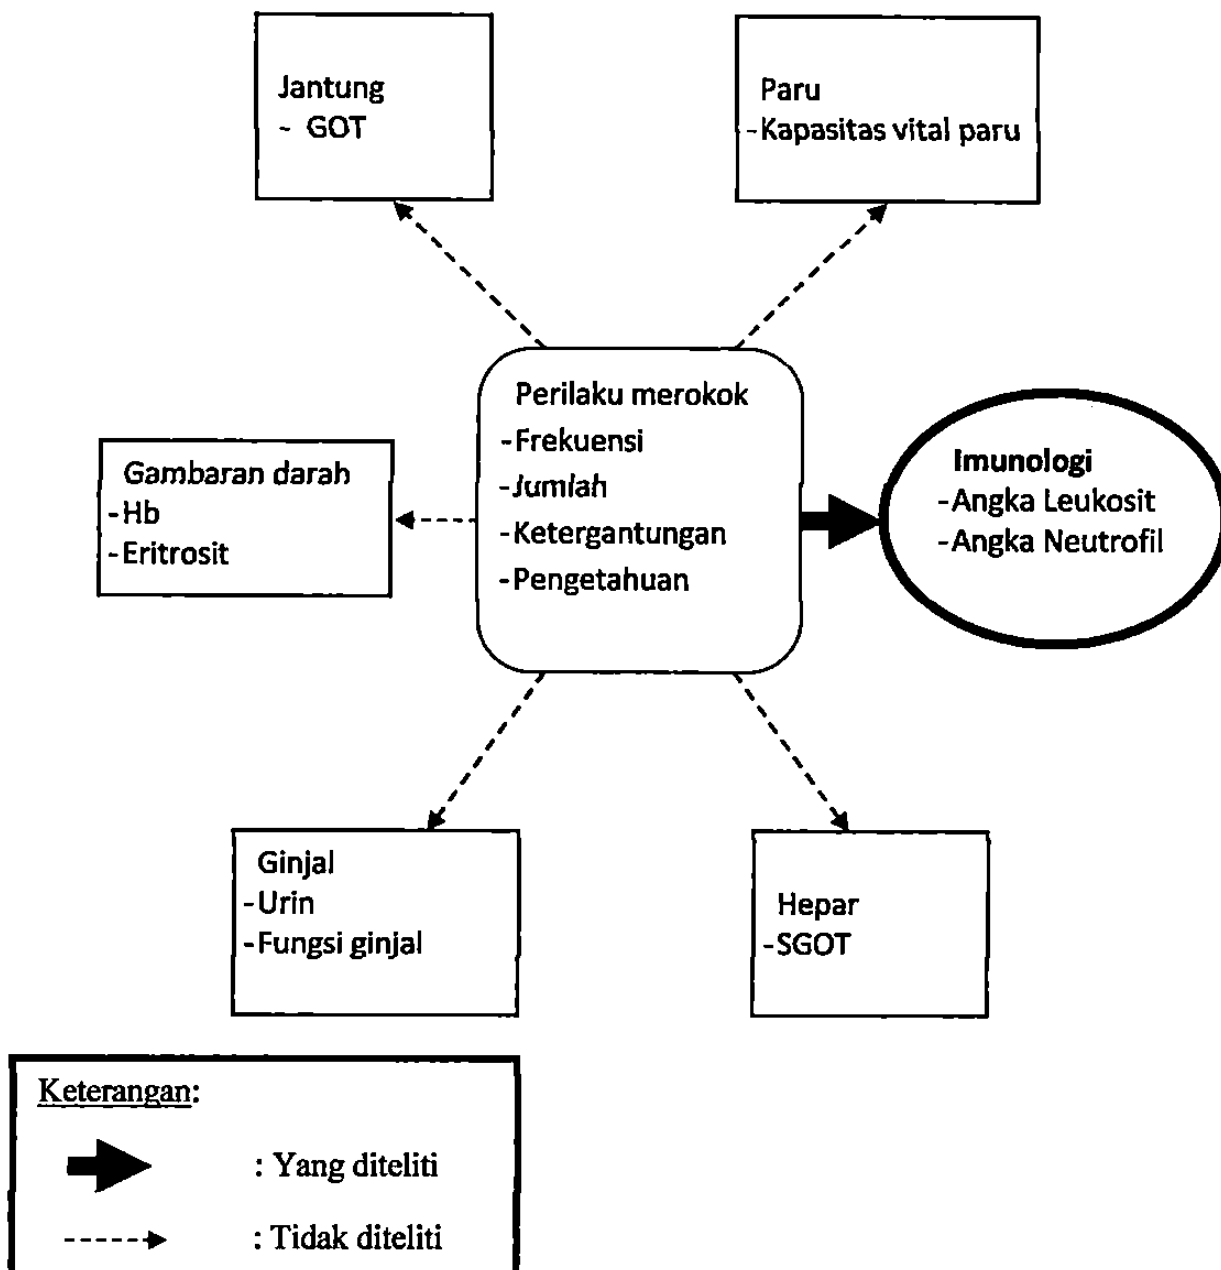 Jantung
- GOT
Paru
-Kapasitas vital paru
Perilaku merokok
-Frekuensi
-Jumlah
-Ketergantungan
-Pengetahuan
Gambaran darah
-Hb
-Eritrosit
Imunologi
-Angka Leukosit
-Angka Neutrofil
Ginjal
-Urin
-Fungsi ginjal
Hepar
-SGOT
Keterangan:
: Yang diteliti
: Tidak diteliti